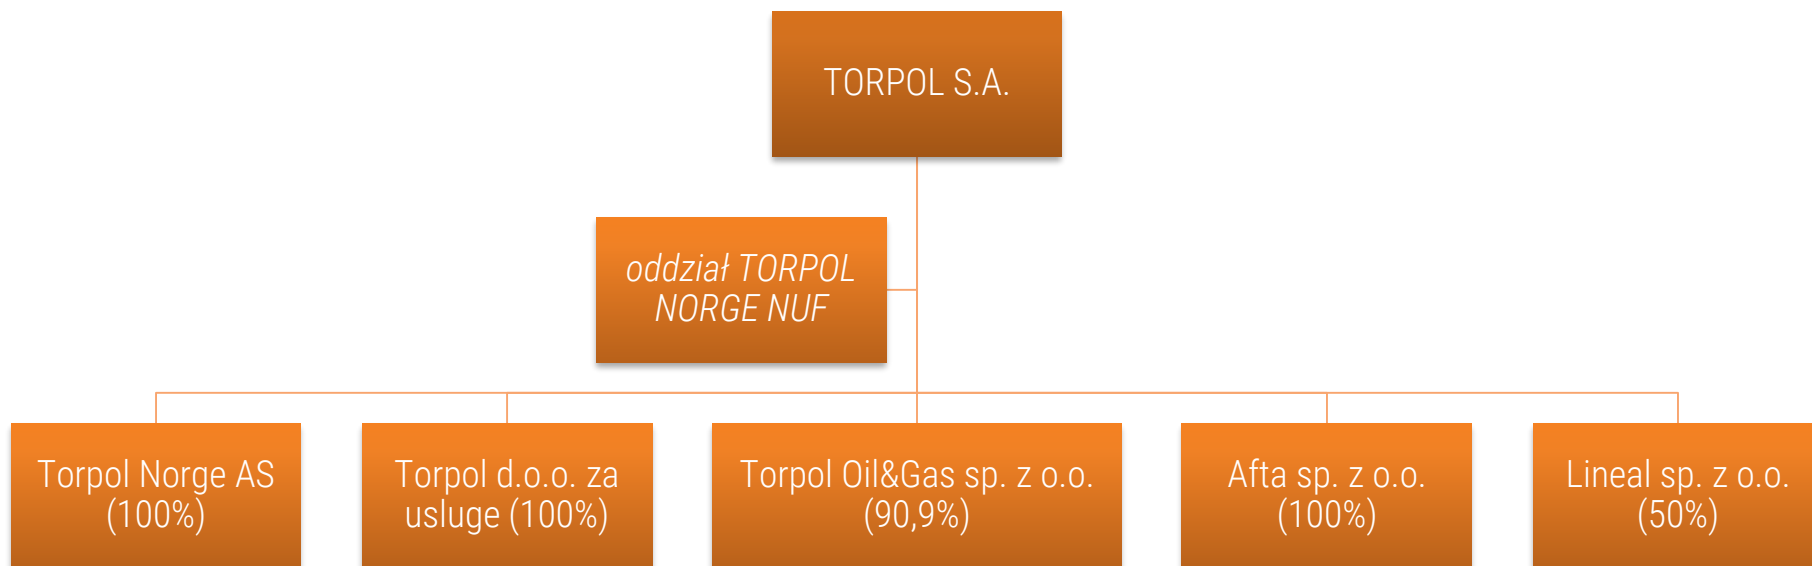 TORPOL S.A.
oddział TORPOL
NORGE NUF
Torpol Norge AS
(100%)
Torpol d.o.o. za
usluge (100%)
Torpol Oil&Gas sp. z o.o.
(90,9%)
Afta sp. z o.o.
(100%)
Lineal sp. z o.o.
(50%)